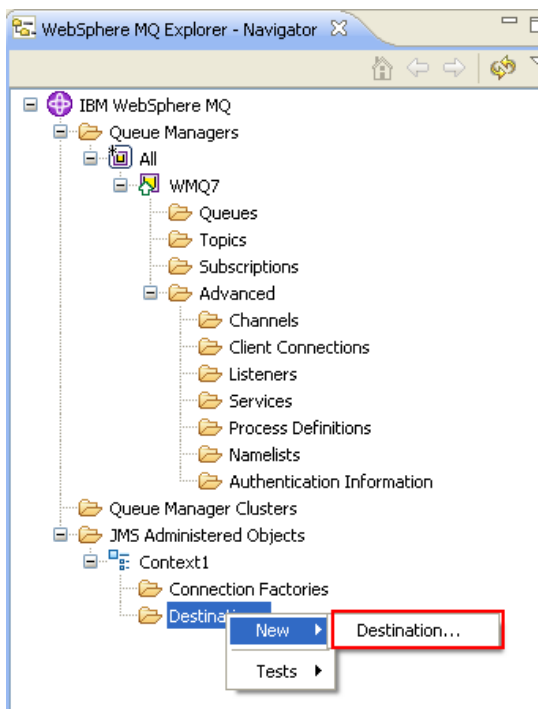 WebSphere MQ Explorer - Navigator
IBM WebSphere MQ
Queue Managers
All
WMQ7
Queues
Topics
Subscriptions
Advanced
Channels
Client Connections
Listeners
Services
Process Definitions
Namelists
Authentication Information
Queue Manager Clusters
JMS Administered Objects
Context1
Connection Factories
New
Destination...
Tests